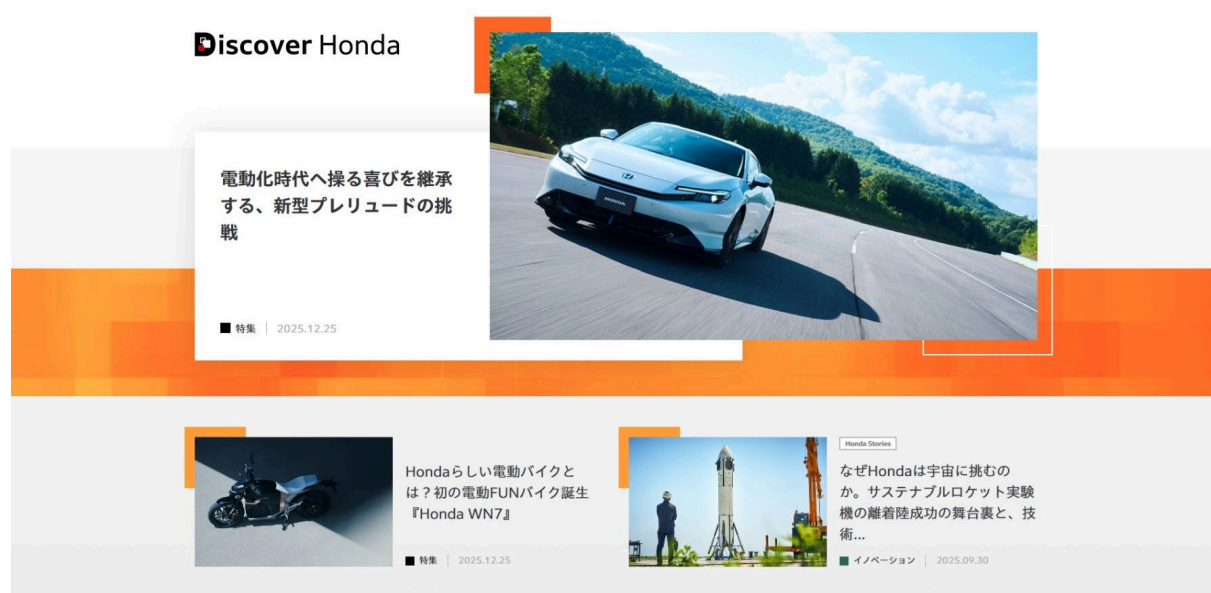 Discover Honda
電動化時代へ操る喜びを継承
する、新型プレリュードの挑
戦
特集 2025.12.25
HONDA
Hondaらしい電動バイクと
は？初の電動FUNバイク誕生
『Honda WN7』
特集 2025.12.25
Honda Stories
なぜHondaは宇宙に挑むの
か。サステナブルロケット実験
機の離着陸成功の舞台裏と、技
術...
イノベーション 2025.09.30